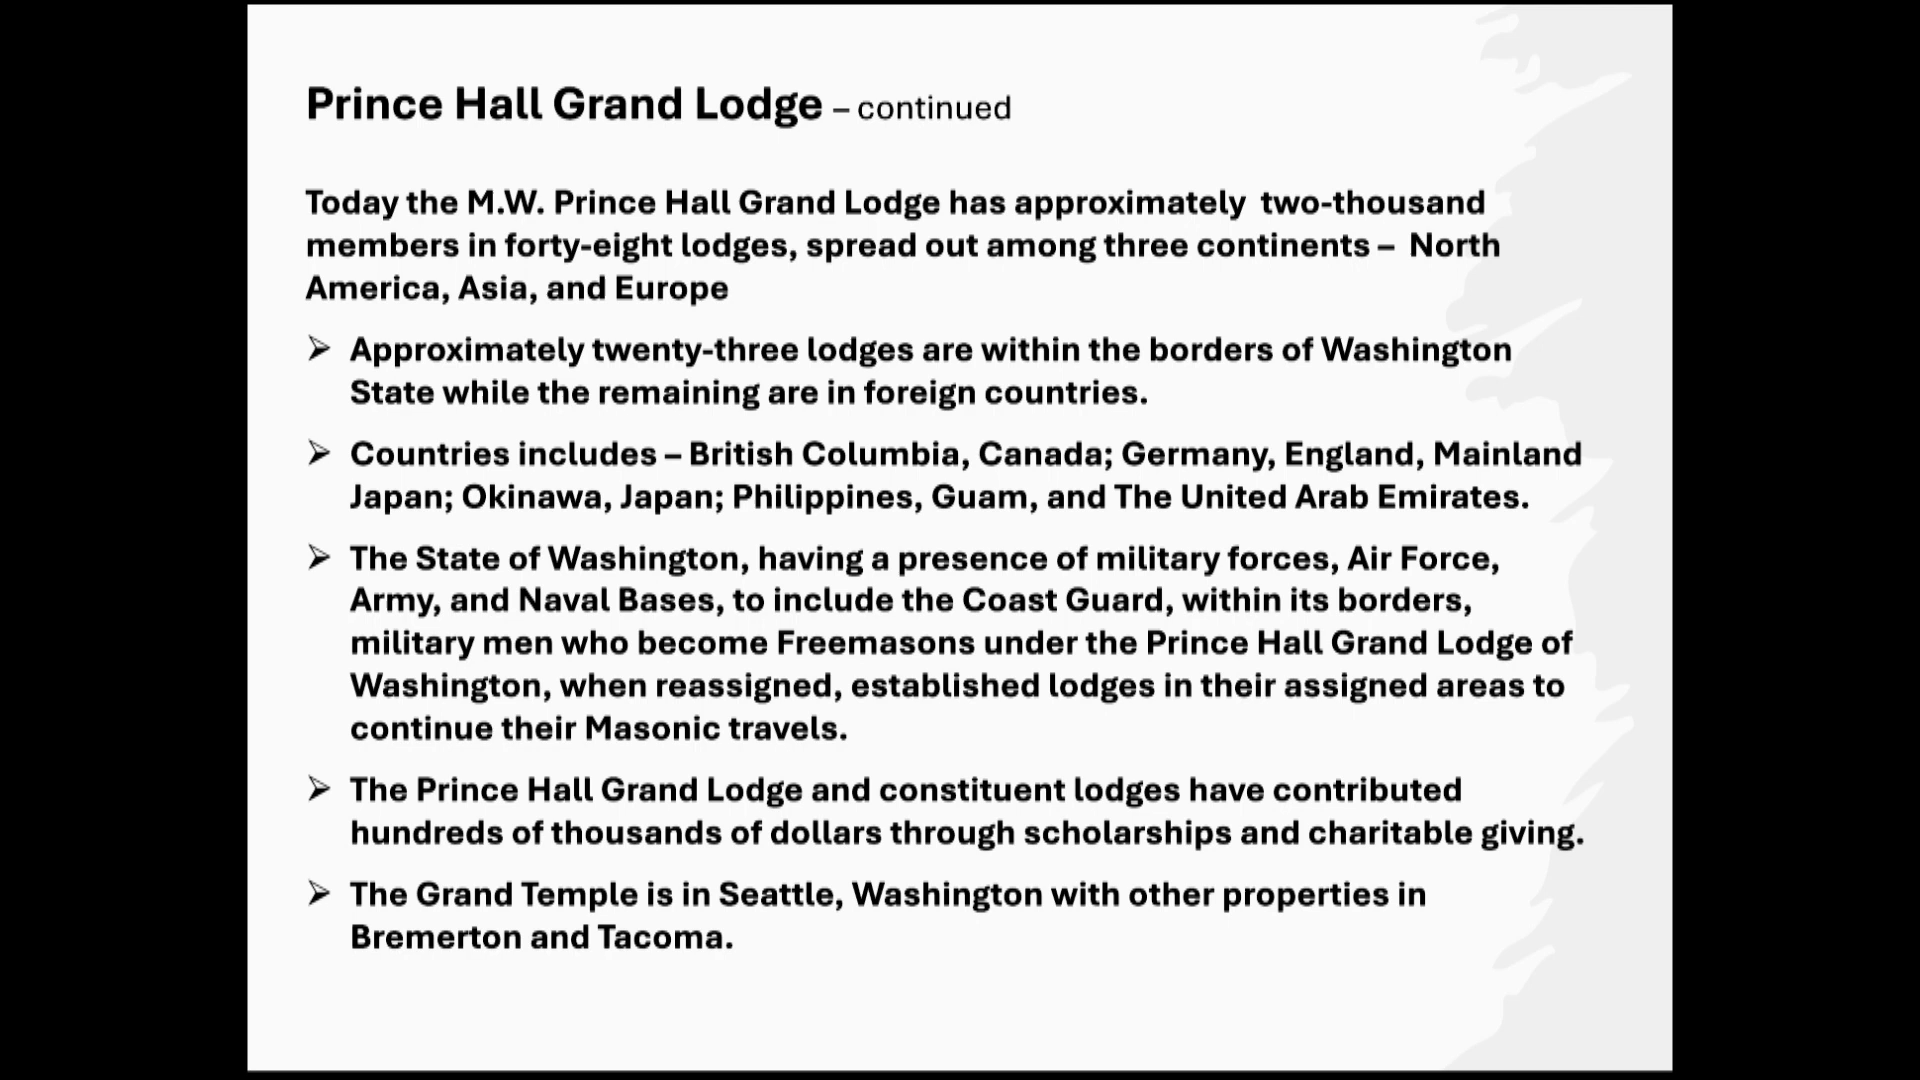 Prince Hall Grand Lodge – continued
Today the M.W. Prince Hall Grand Lodge has approximately  two-thousand
members in forty-eight lodges, spread out among three continents –  North
America, Asia, and Europe
➢ Approximately twenty-three lodges are within the borders of Washington
State while the remaining are in foreign countries.
➢ Countries includes – British Columbia, Canada; Germany, England, Mainland
Japan; Okinawa, Japan; Philippines, Guam, and The United Arab Emirates.
➢ The State of Washington, having a presence of military forces, Air Force,
Army, and Naval Bases, to include the Coast Guard, within its borders,
military men who become Freemasons under the Prince Hall Grand Lodge of
Washington, when reassigned, established lodges in their assigned areas to
continue their Masonic travels.
➢ The Prince Hall Grand Lodge and constituent lodges have contributed
hundreds of thousands of dollars through scholarships and charitable giving.
➢ The Grand Temple is in Seattle, Washington with other properties in
Bremerton and Tacoma.